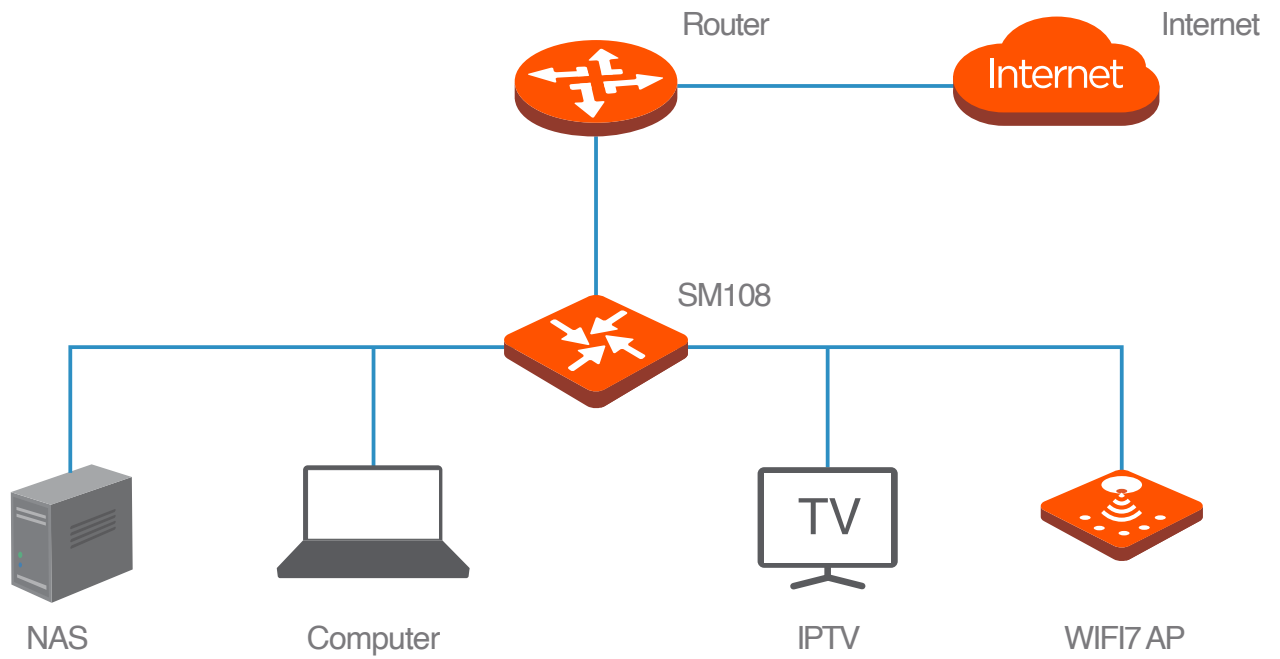 Router
Internet
Internet
SM108
TV
NAS
Computer
IPTV
WIFI7 AP